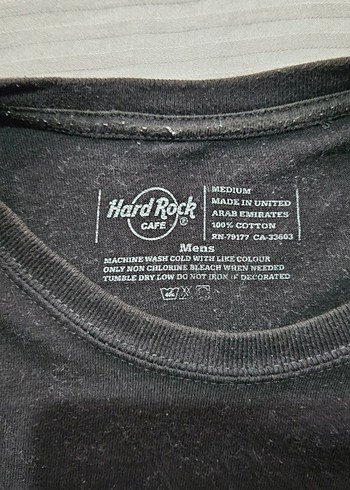 Hard Rock
CAFE
®
MEDIUM
MADE IN UNITED
ARAB EMIRATES
100% COTTON
RN-79177 CA-33603
Mens
MACHINE WASH COLD WITH LIKE COLOUR
ONLY NON CHLORINE BLEACH WHEN NEEDED
TUMBLE DRY LOW DO NOT IRON IF DECORATED